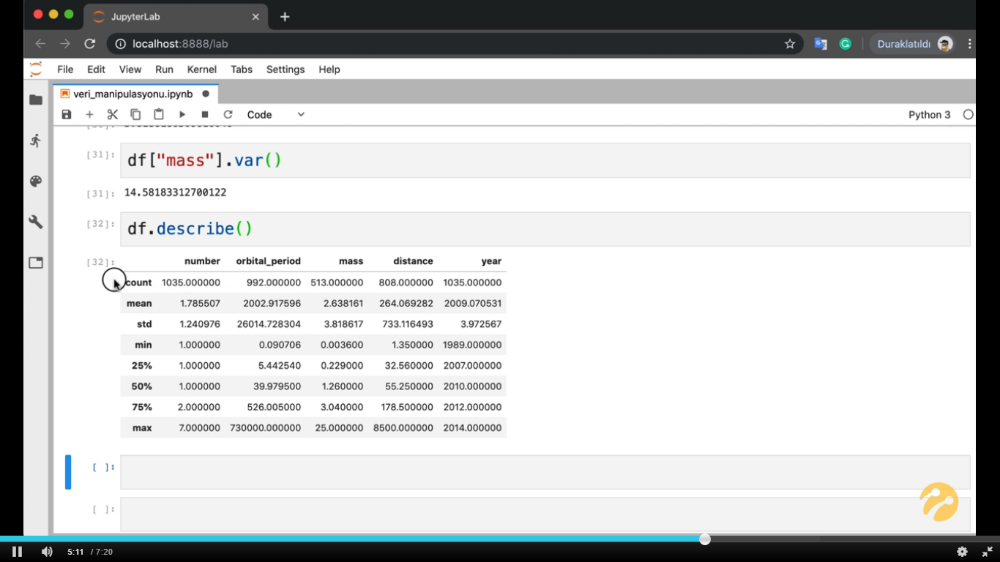 JupyterLab
localhost:8888/lab
Duraklatıldı
File Edit View Run Kernel Tabs Settings Help
veri_manipulasyonu.ipynb
Code
Python 3
[31]: df["mass"].var()
[31]: 14.58183312700122
[32]: df.describe()
[32]: number orbital_period mass distance year
count 1035.000000 992.000000 513.000000 808.000000 1035.000000
mean 1.785507 2002.917596 2.638161 264.069282 2009.070531
std 1.240976 26014.728304 3.818617 733.116493 3.972567
min 1.000000 0.090706 0.003600 1.350000 1989.000000
25% 1.000000 5.442540 0.229000 32.560000 2007.000000
50% 1.000000 39.979500 1.260000 55.250000 2010.000000
75% 2.000000 526.005000 3.040000 178.500000 2012.000000
max 7.000000 730000.000000 25.000000 8500.000000 2014.000000
[ ]:
[ ]:
5:11 / 7:20